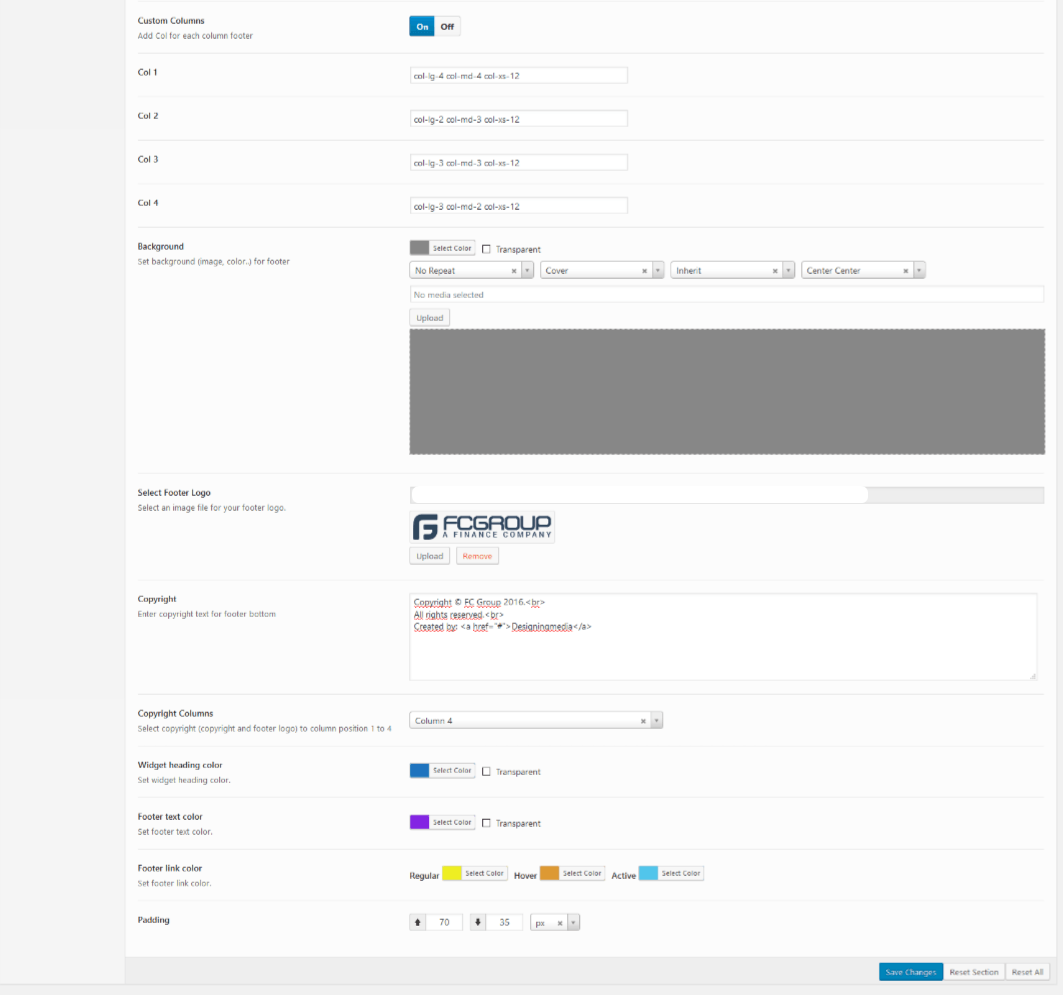 Custom Columns
On Off
Add Col for each column footer
Col 1
col-lg-4 col-md-4 col-xs-12
Col 2
col-lg-2 col-md-3 col-xs-12
Col 3
col-lg-3 col-md-3 col-xs-12
Col 4
col-lg-3 col-md-2 col-xs-12
Background
Select Color Transparent
Set background (image, color..) for footer
No Repeat Cover Inherit Center Center
No media selected
Upload
Select Footer Logo
Select an image file for your footer logo.
FCGROUP
A FINANCE COMPANY
Upload Remove
Copyright
Enter copyright text for footer bottom
Copyright © FC Group 2016.<br>
All rights reserved.<br>
Created by: <a href="#">Designingmedia</a>
Copyright Columns
Select copyright (copyright and footer logo) to column position 1 to 4
Column 4
Widget heading color
Set widget heading color.
Select Color Transparent
Footer text color
Set footer text color.
Select Color Transparent
Footer link color
Set footer link color.
Regular Select Color Hover Select Color Active Select Color
Padding
70 35 px
Save Changes Reset Section Reset All